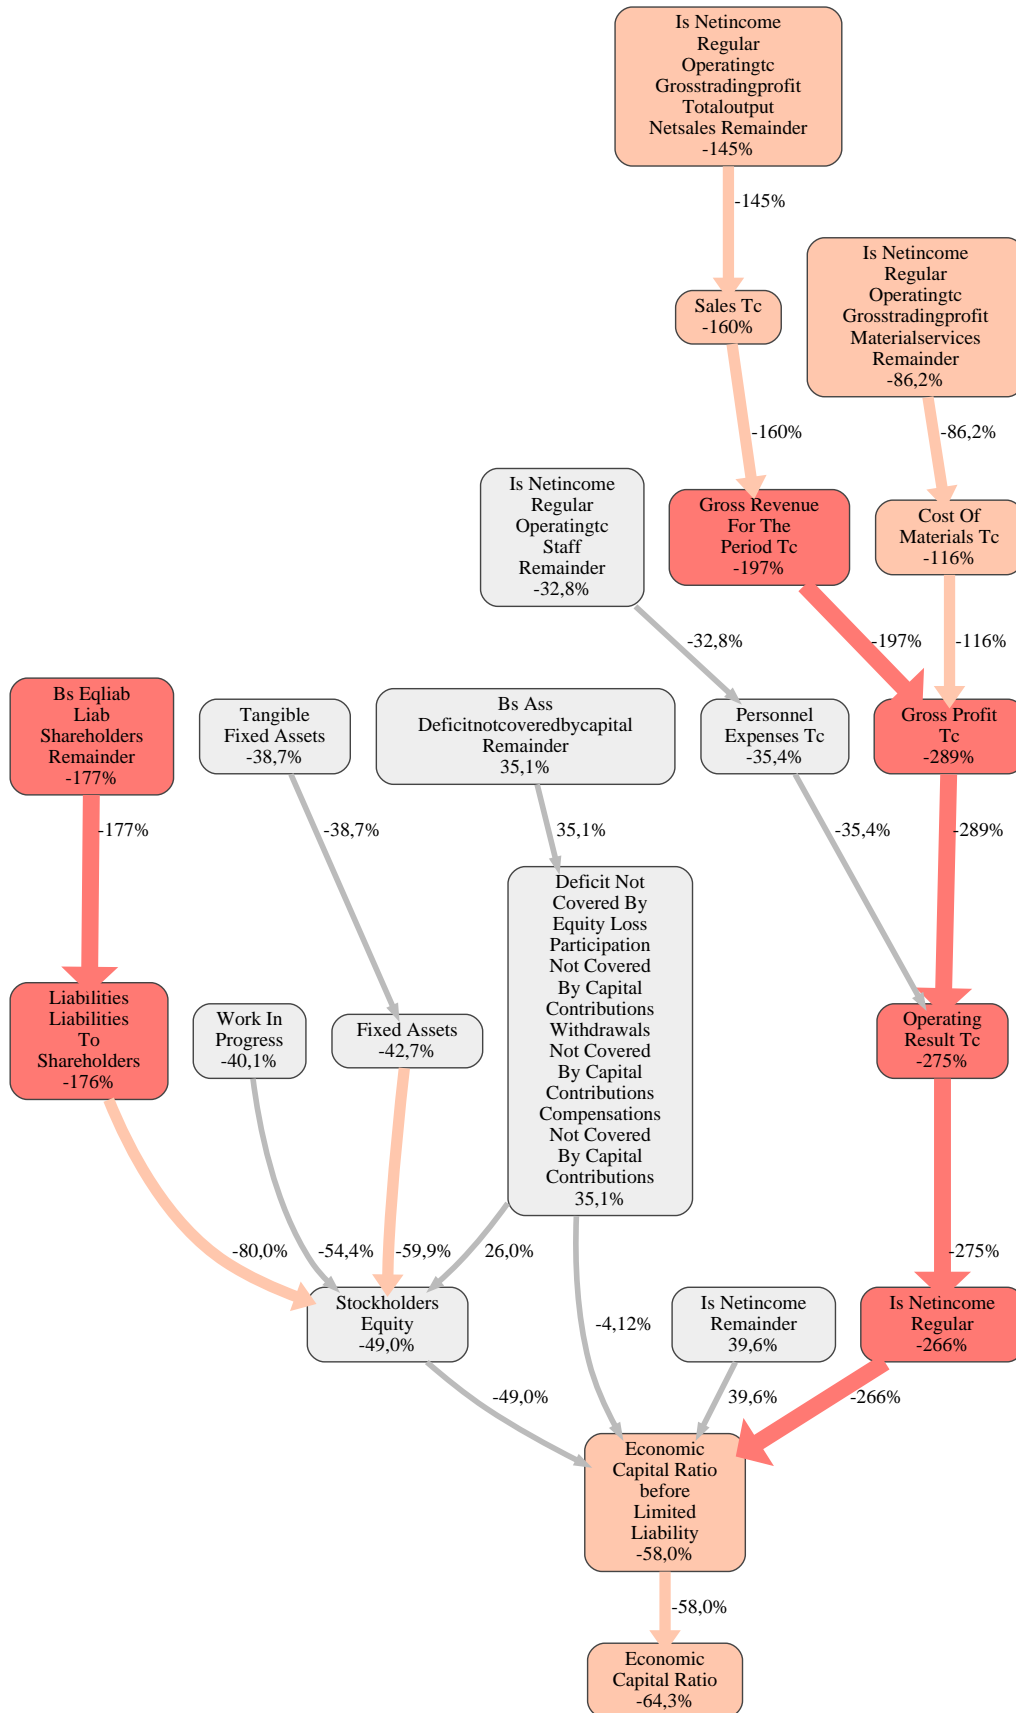 Is Netincome
Regular
Operatingtc
Grosstradingprofit
Totaloutput
Netsales Remainder
-145%
-145%
Is Netincome
Regular
Operatingtc
Grosstradingprofit
Materialservices
Remainder
-86,2%
Sales Tc
-160%
-160%
-86,2%
Is Netincome
Regular
Operatingtc
Staff
Remainder
-32,8%
Gross Revenue
For The
Period Tc
-197%
Cost Of
Materials Tc
-116%
-32,8%
-197%
-116%
Bs Eqliab
Liab
Shareholders
Remainder
-177%
Tangible
Fixed Assets
-38,7%
Bs Ass
Deficitnotcoveredbycapital
Remainder
35,1%
Personnel
Expenses Tc
-35,4%
Gross Profit
Tc
-289%
-177%
-38,7%
35,1%
-35,4%
-289%
Liabilities
Liabilities
To
Shareholders
-176%
Work In
Progress
-40,1%
Fixed Assets
-42,7%
Deficit Not
Covered By
Equity Loss
Participation
Not Covered
By Capital
Contributions
Withdrawals
Not Covered
By Capital
Contributions
Compensations
Not Covered
By Capital
Contributions
35,1%
Operating
Result Tc
-275%
-80,0%
-54,4%
-59,9%
26,0%
-275%
Stockholders
Equity
-49,0%
-4,12%
Is Netincome
Remainder
39,6%
Is Netincome
Regular
-266%
-49,0%
39,6%
-266%
Economic
Capital Ratio
before
Limited
Liability
-58,0%
-58,0%
Economic
Capital Ratio
-64,3%